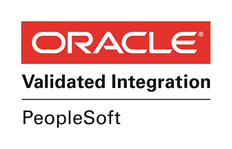 ORACLE®
Validated Integration
PeopleSoft